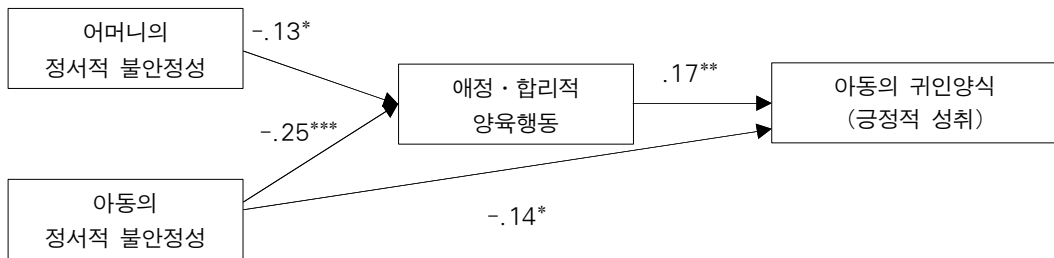 어머니의
정서적 불안정성
-.13*
애정·합리적
양육행동
.17**
아동의 귀인양식
(긍정적 성취)
-.25***
아동의
정서적 불안정성
-.14*